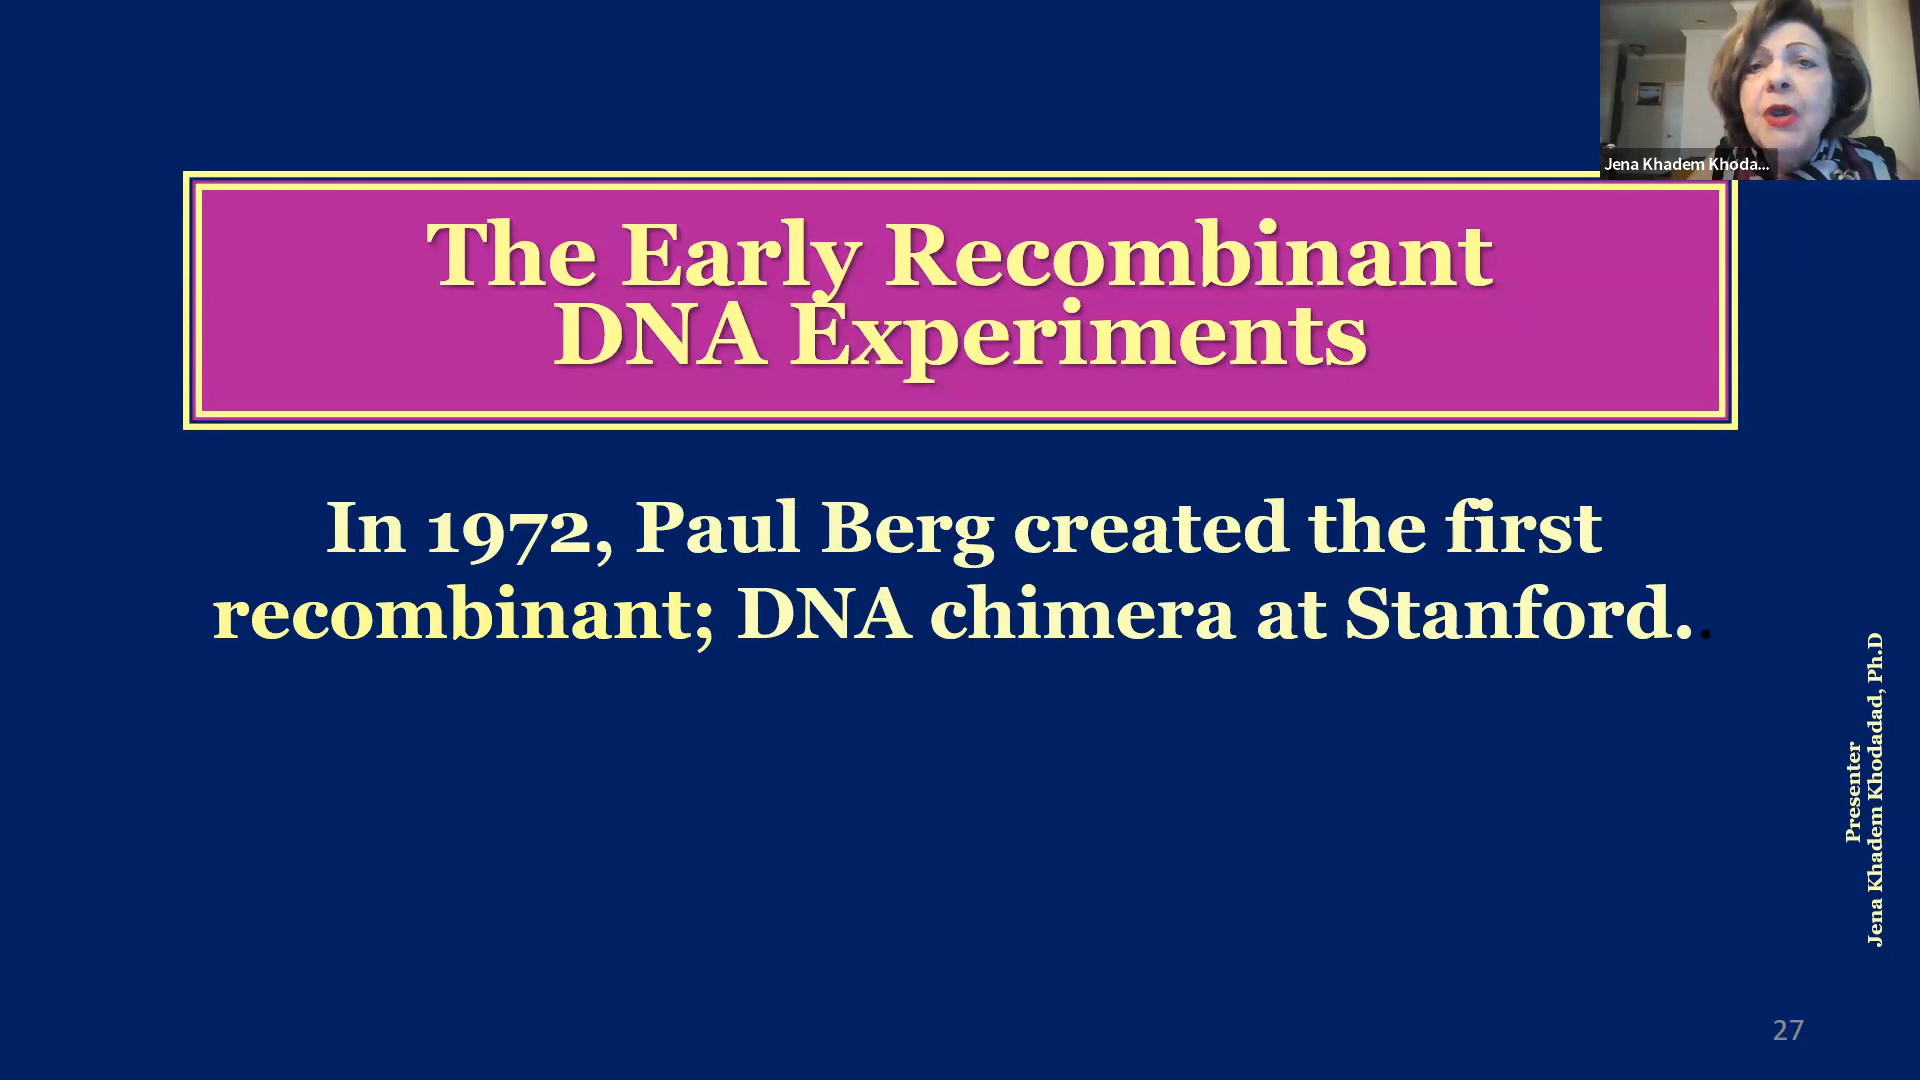 Jena Khadem Khoda...
The Early Recombinant
DNA Experiments
In 1972, Paul Berg created the first
recombinant; DNA chimera at Stanford..
Presenter
Jena Khadem Khodadad, Ph.D
27